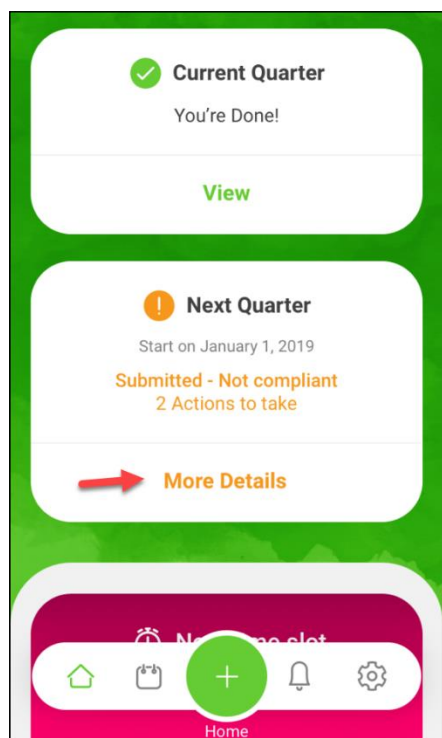 Current Quarter
You're Done!
View
Next Quarter
Start on January 1, 2019
Submitted - Not compliant
2 Actions to take
More Details
slot
Home